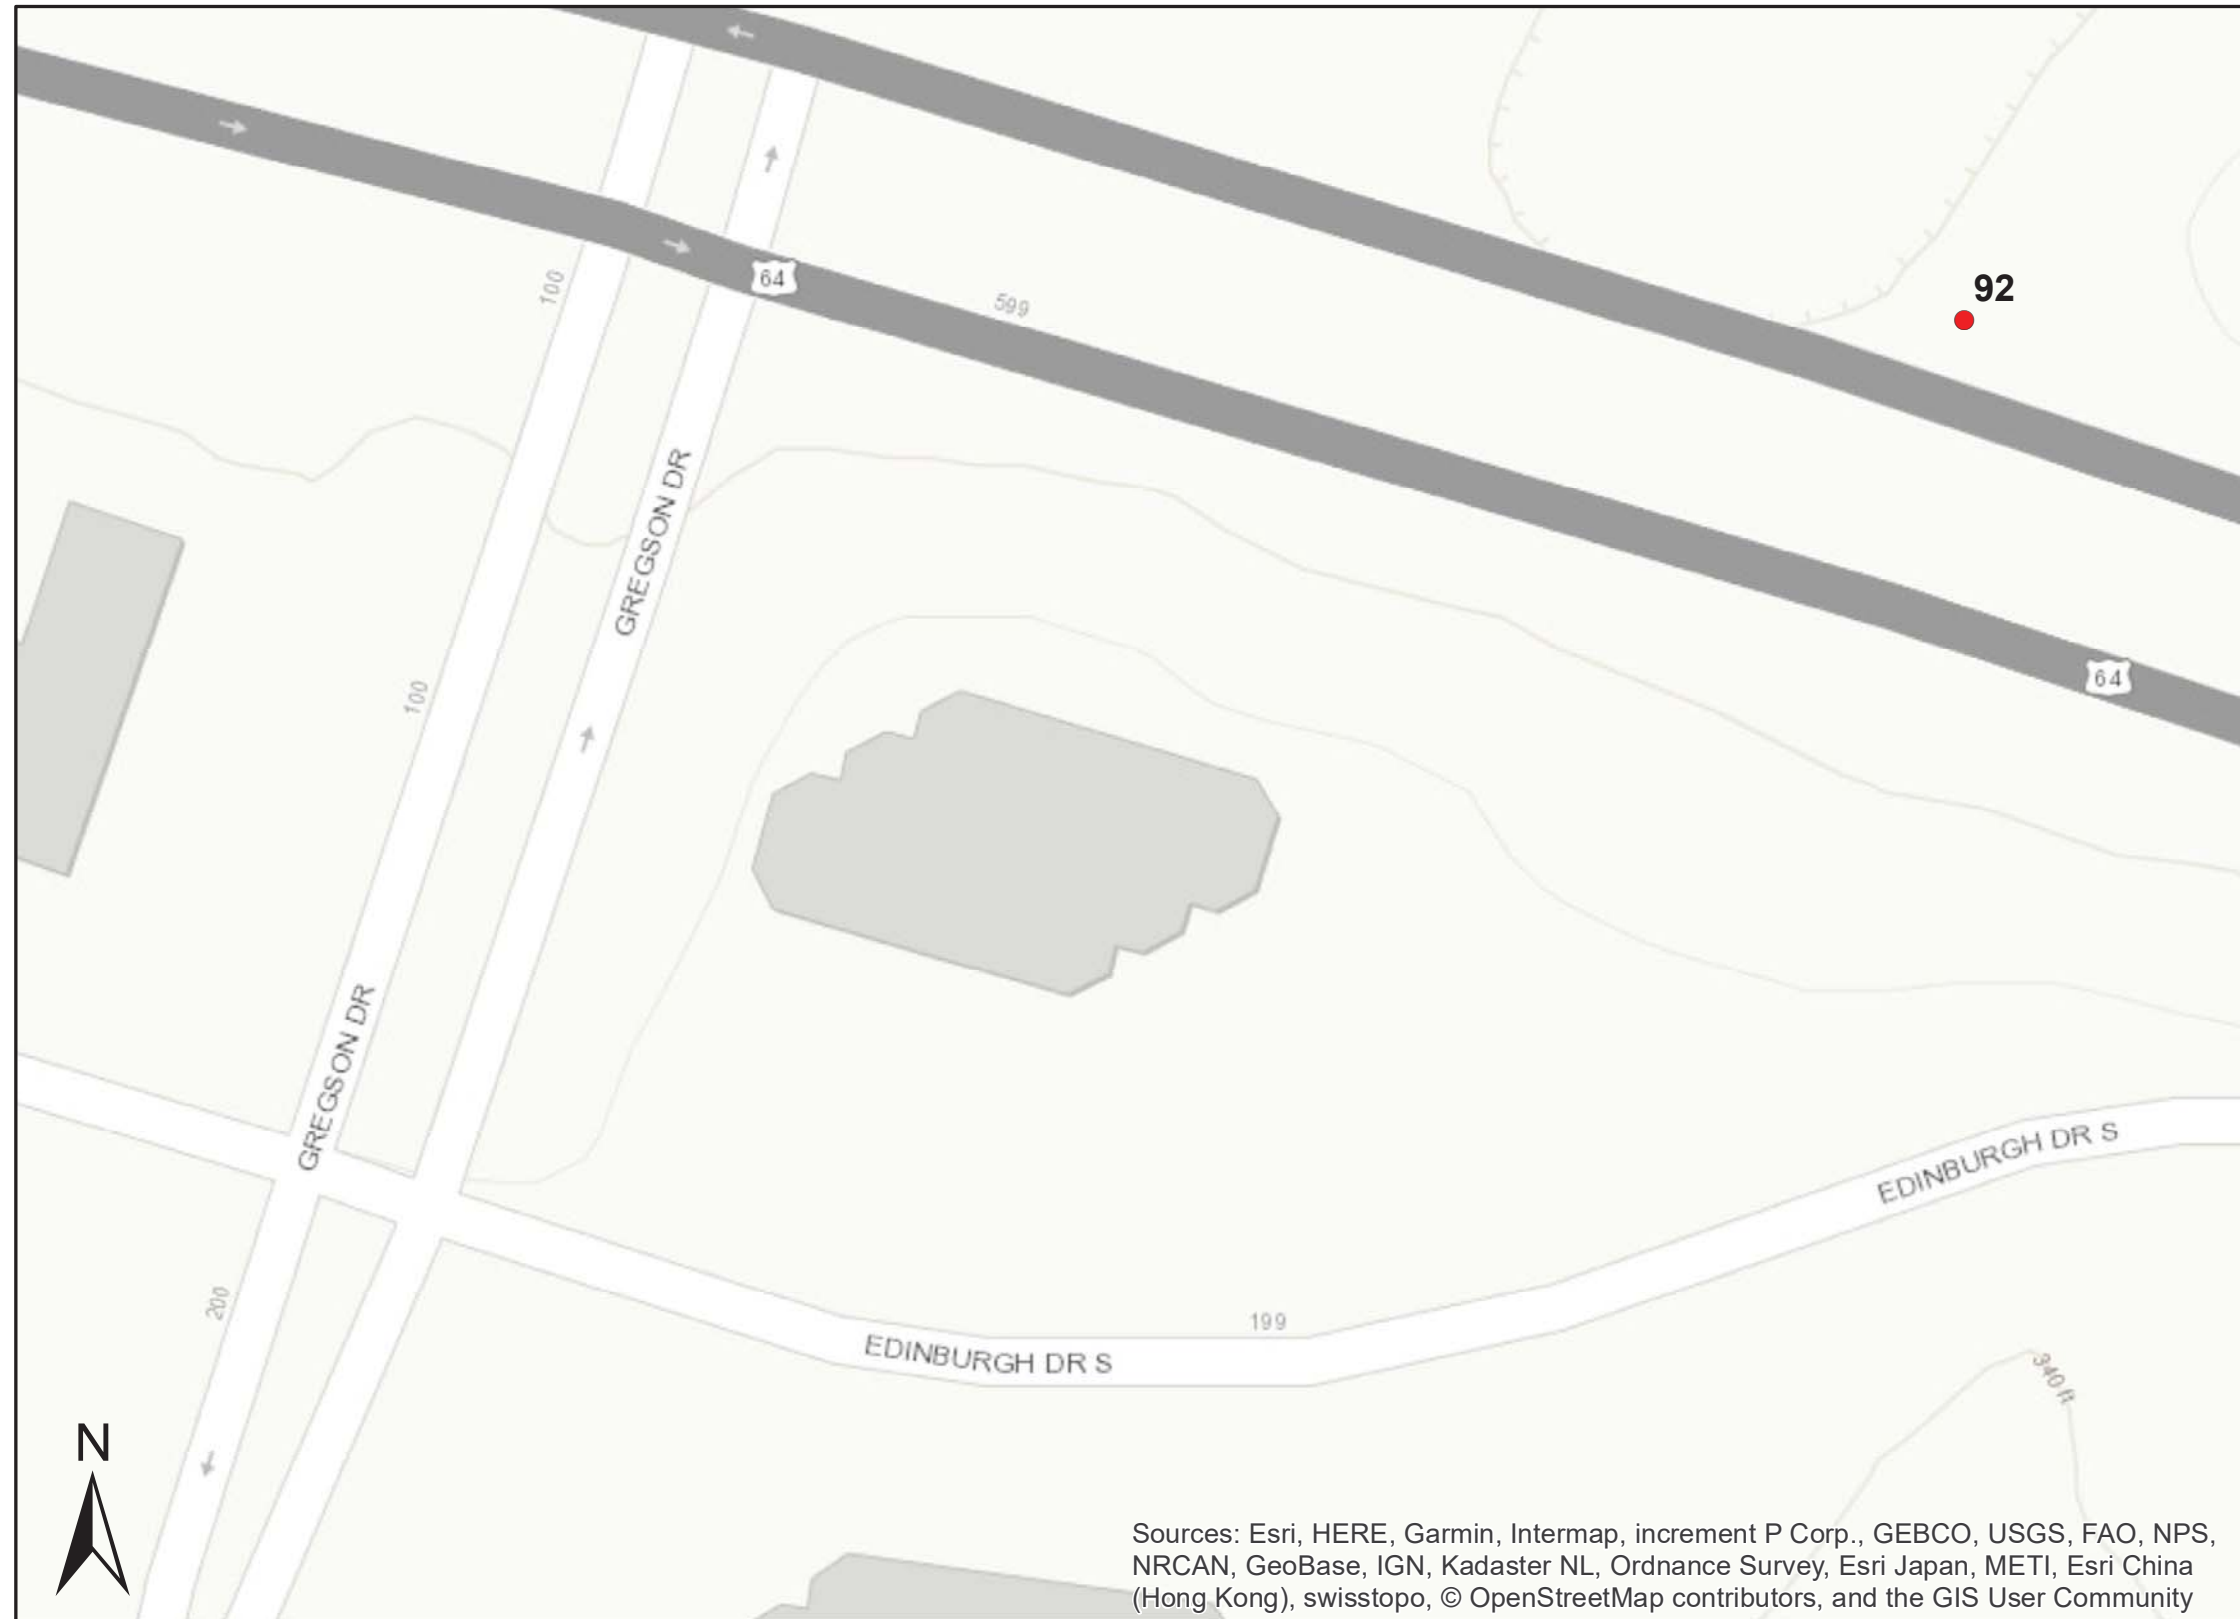 64
599
92
100
GREGSON DR
64
100
GREGSON DR
EDINBURGH DR S
200
199
EDINBURGH DR S
340 ft
N
Sources: Esri, HERE, Garmin, Intermap, increment P Corp., GEBCO, USGS, FAO, NPS,
NRCAN, GeoBase, IGN, Kadaster NL, Ordnance Survey, Esri Japan, METI, Esri China
(Hong Kong), swisstopo, © OpenStreetMap contributors, and the GIS User Community